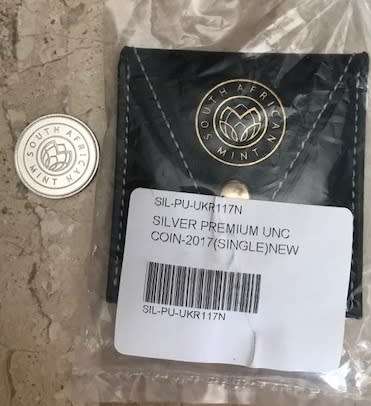 SOUTH AFRICAN
MINT
SOUTH AFRICAN
MINT
SIL-PU-UKR117N
SILVER PREMIUM UNC
COIN-2017(SINGLE)NEW
SIL-PU-UKR117N